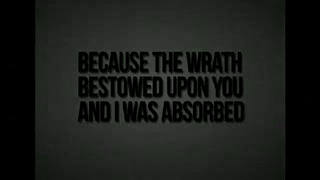 BECAUSE THE WRATH
BESTOWED UPON YOU
AND I WAS ABSORBED